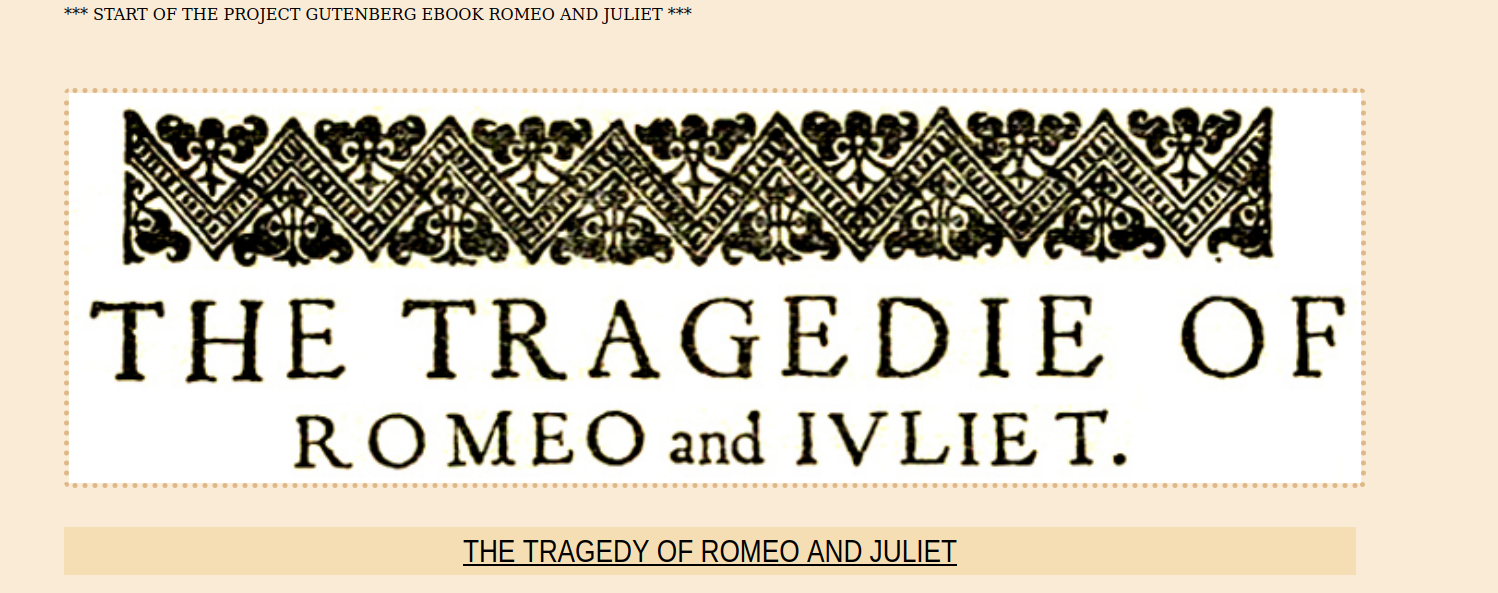 *** START OF THE PROJECT GUTENBERG EBOOK ROMEO AND JULIET ***
THE TRAGEDIE OF
ROMEO and IVLIET.
THE TRAGEDY OF ROMEO AND JULIET